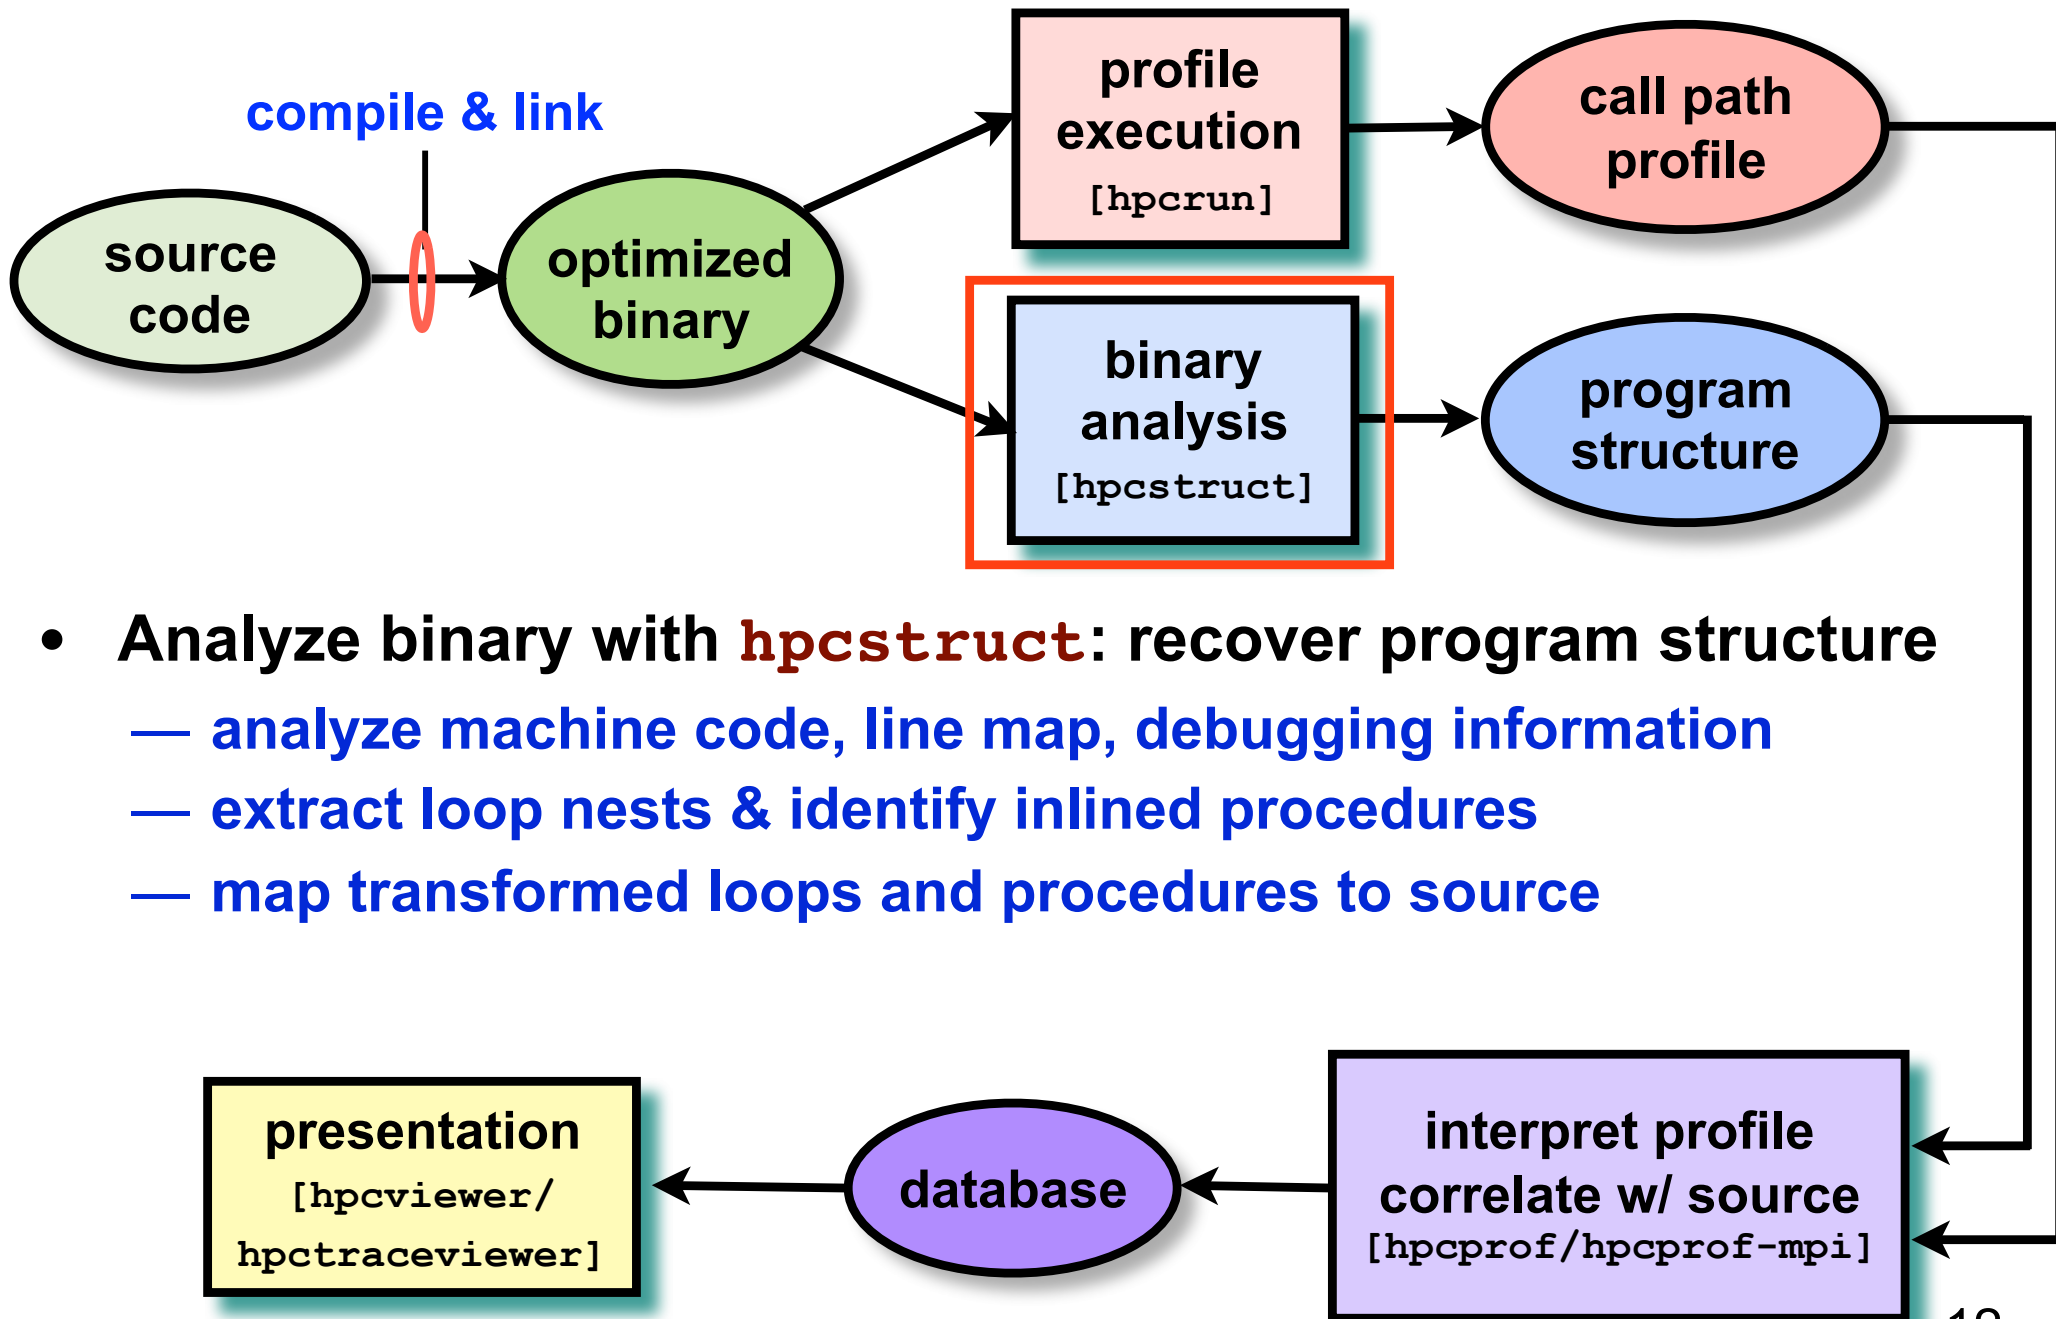 compile & link
source
code
optimized
binary
profile
execution
[hpcrun]
call path
profile
binary
analysis
[hpcstruct]
program
structure
• Analyze binary with hpcstruct: recover program structure
— analyze machine code, line map, debugging information
— extract loop nests & identify inlined procedures
— map transformed loops and procedures to source
presentation
[hpcviewer/
hpctraceviewer]
database
interpret profile
correlate w/ source
[hpcprof/hpcprof-mpi]